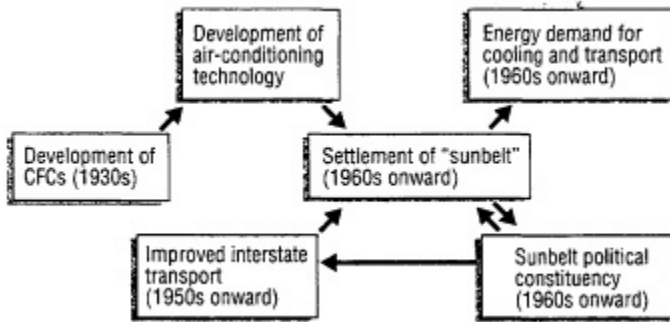 Development of
air-conditioning
technology
Energy demand for
cooling and transport
(1960s onward)
Development of
CFCs (1930s)
Settlement of "sunbelt"
(1960s onward)
Improved interstate
transport
(1950s onward)
Sunbelt political
constituency
(1960s onward)